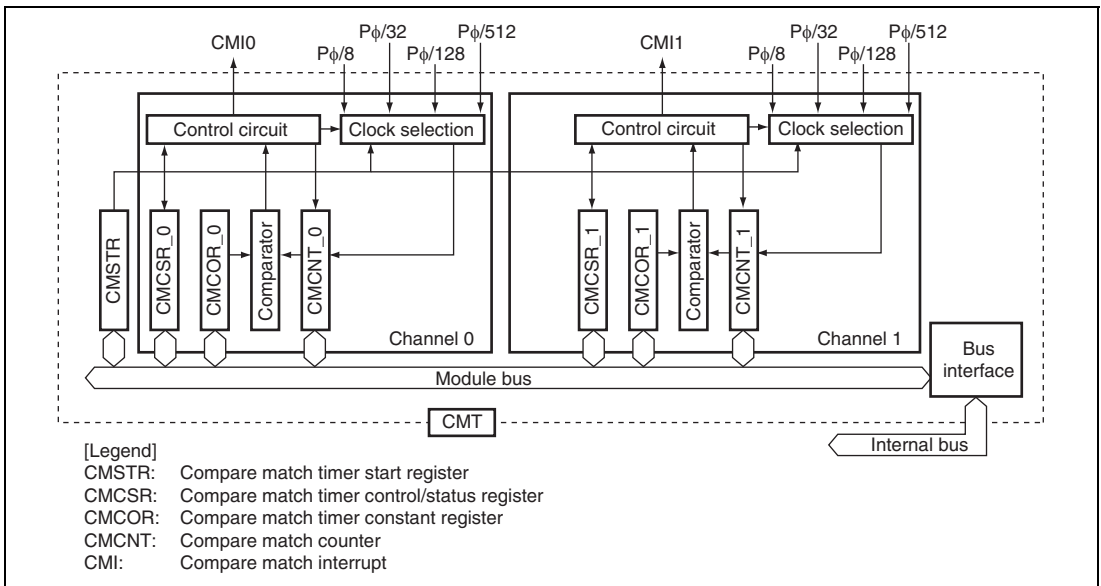 CMI0
Pφ/32
Pφ/512
Pφ/8
Pφ/128
CMI1
Pφ/32
Pφ/512
Pφ/8
Pφ/128
Control circuit
Clock selection
Control circuit
Clock selection
CMSTR
CMCSR_0
CMCOR_0
Comparator
CMCNT_0
CMCSR_1
CMCOR_1
Comparator
CMCNT_1
Channel 0
Channel 1
Module bus
Bus
interface
CMT
Internal bus
[Legend]
CMSTR: Compare match timer start register
CMCSR: Compare match timer control/status register
CMCOR: Compare match timer constant register
CMCNT: Compare match counter
CMI: Compare match interrupt